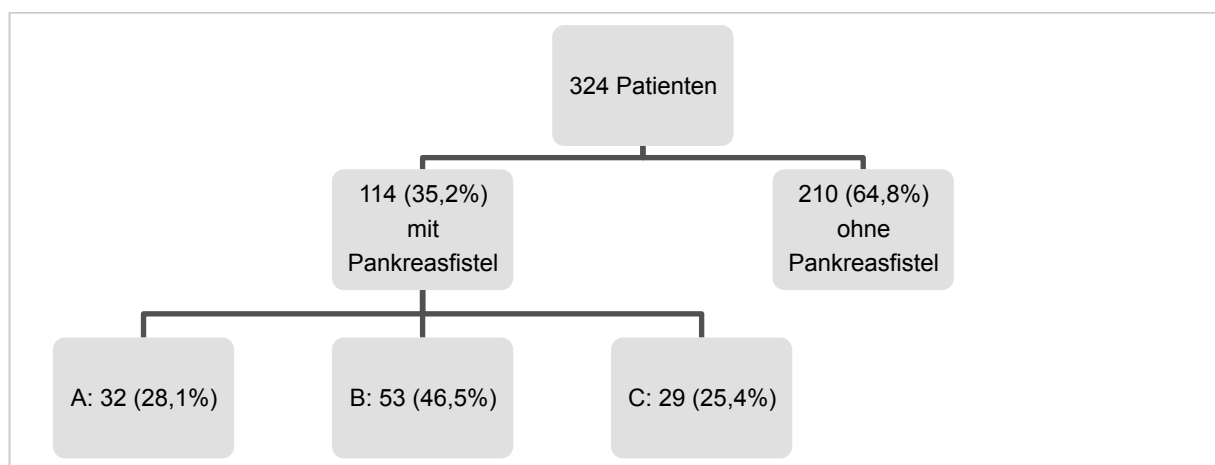 324 Patienten
114 (35,2%)
mit
Pankreasfistel
210 (64,8%)
ohne
Pankreasfistel
A: 32 (28,1%)
B: 53 (46,5%)
C: 29 (25,4%)